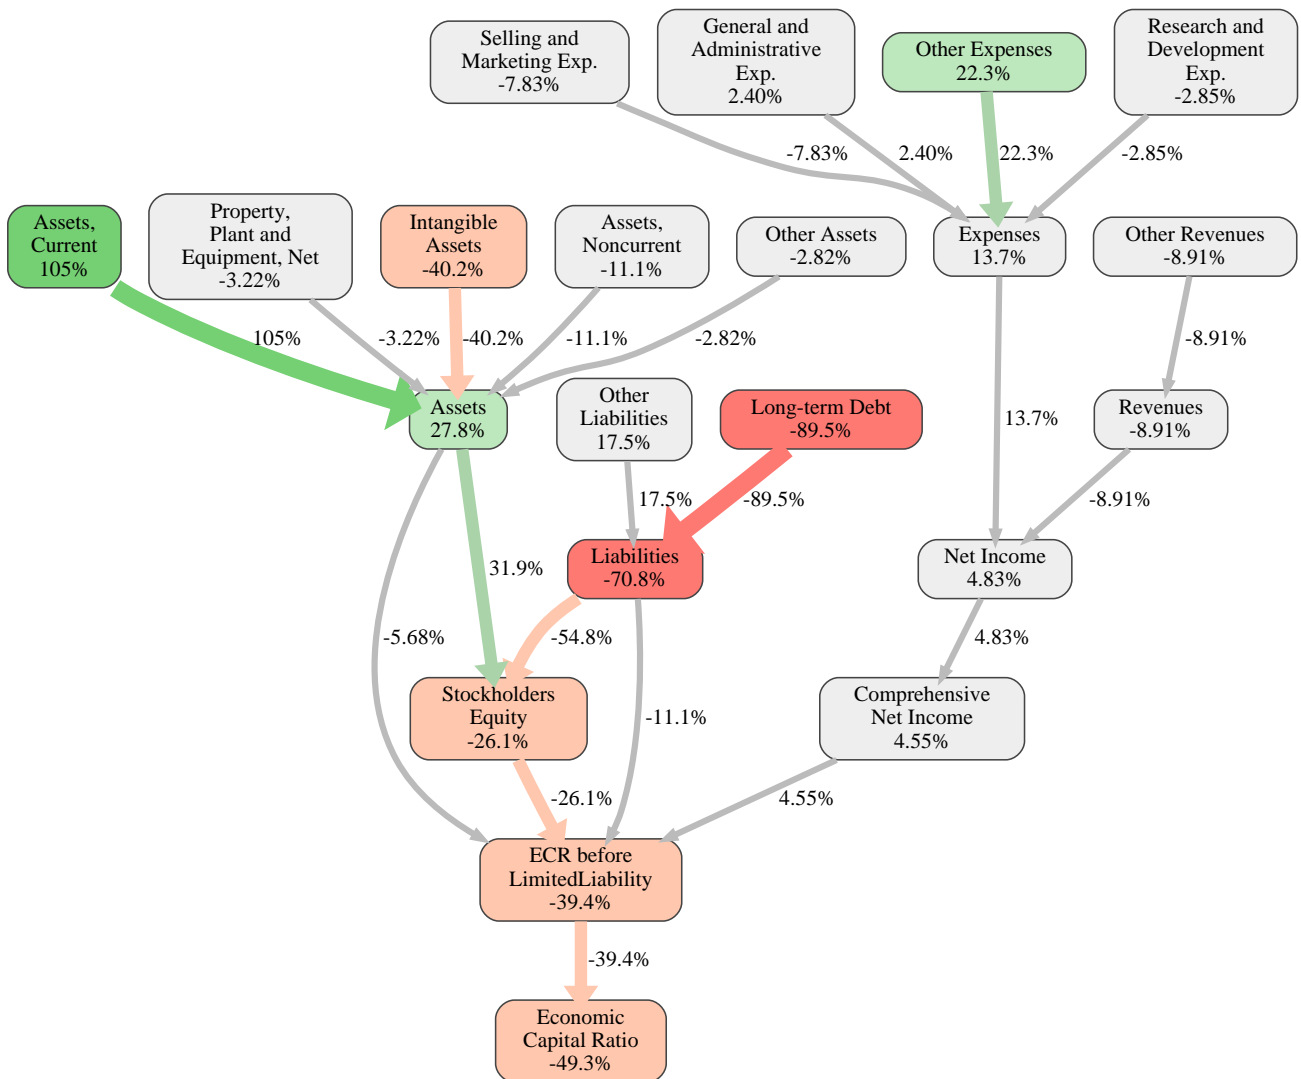 Selling and
Marketing Exp.
-7.83%
General and
Administrative
Exp.
2.40%
Other Expenses
22.3%
Research and
Development
Exp.
-2.85%
-7.83%
2.40%
22.3%
-2.85%
Assets,
Current
105%
Property,
Plant and
Equipment, Net
-3.22%
Intangible
Assets
-40.2%
Assets,
Noncurrent
-11.1%
Other Assets
-2.82%
Expenses
13.7%
Other Revenues
-8.91%
105%
-3.22%
-40.2%
-11.1%
-2.82%
-8.91%
Assets
27.8%
Other
Liabilities
17.5%
Long-term Debt
-89.5%
13.7%
Revenues
-8.91%
17.5%
-89.5%
-8.91%
31.9%
Liabilities
-70.8%
Net Income
4.83%
-5.68%
-54.8%
4.83%
Stockholders
Equity
-26.1%
-11.1%
Comprehensive
Net Income
4.55%
-26.1%
4.55%
ECR before
LimitedLiability
-39.4%
-39.4%
Economic
Capital Ratio
-49.3%